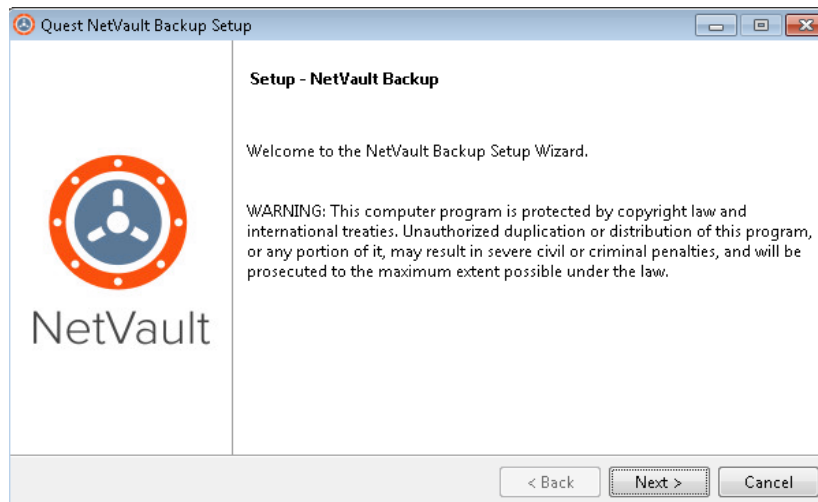 Quest NetVault Backup Setup
Setup - NetVault Backup
Welcome to the NetVault Backup Setup Wizard.
WARNING: This computer program is protected by copyright law and
international treaties. Unauthorized duplication or distribution of this program,
or any portion of it, may result in severe civil or criminal penalties, and will be
prosecuted to the maximum extent possible under the law.
NetVault
< Back
Next >
Cancel